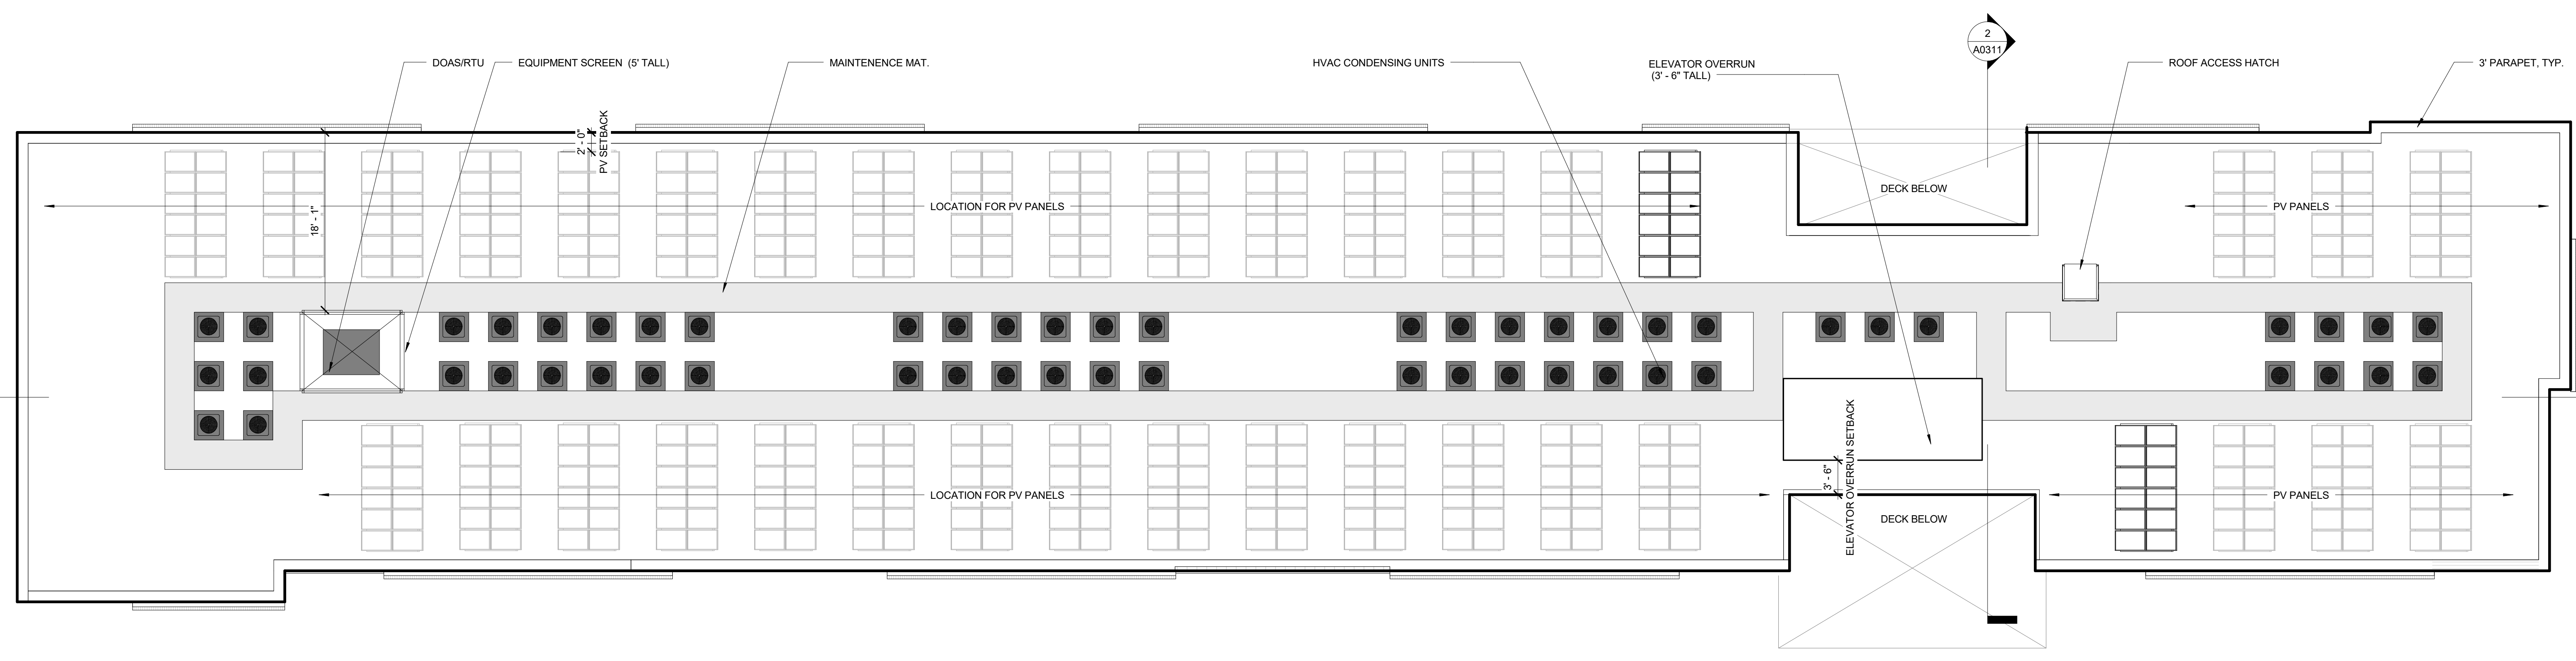 2
A0311
DOAS/RTU
EQUIPMENT SCREEN (5' TALL)
MAINTENENCE MAT.
HVAC CONDENSING UNITS
ELEVATOR OVERRUN
(3' - 6" TALL)
ROOF ACCESS HATCH
3' PARAPET, TYP.
2' - 0"
PV SETBACK
18' - 1"
DECK BELOW
LOCATION FOR PV PANELS
PV PANELS
ELEVATOR OVERRUN SETBACK
3' - 6"
LOCATION FOR PV PANELS
PV PANELS
DECK BELOW